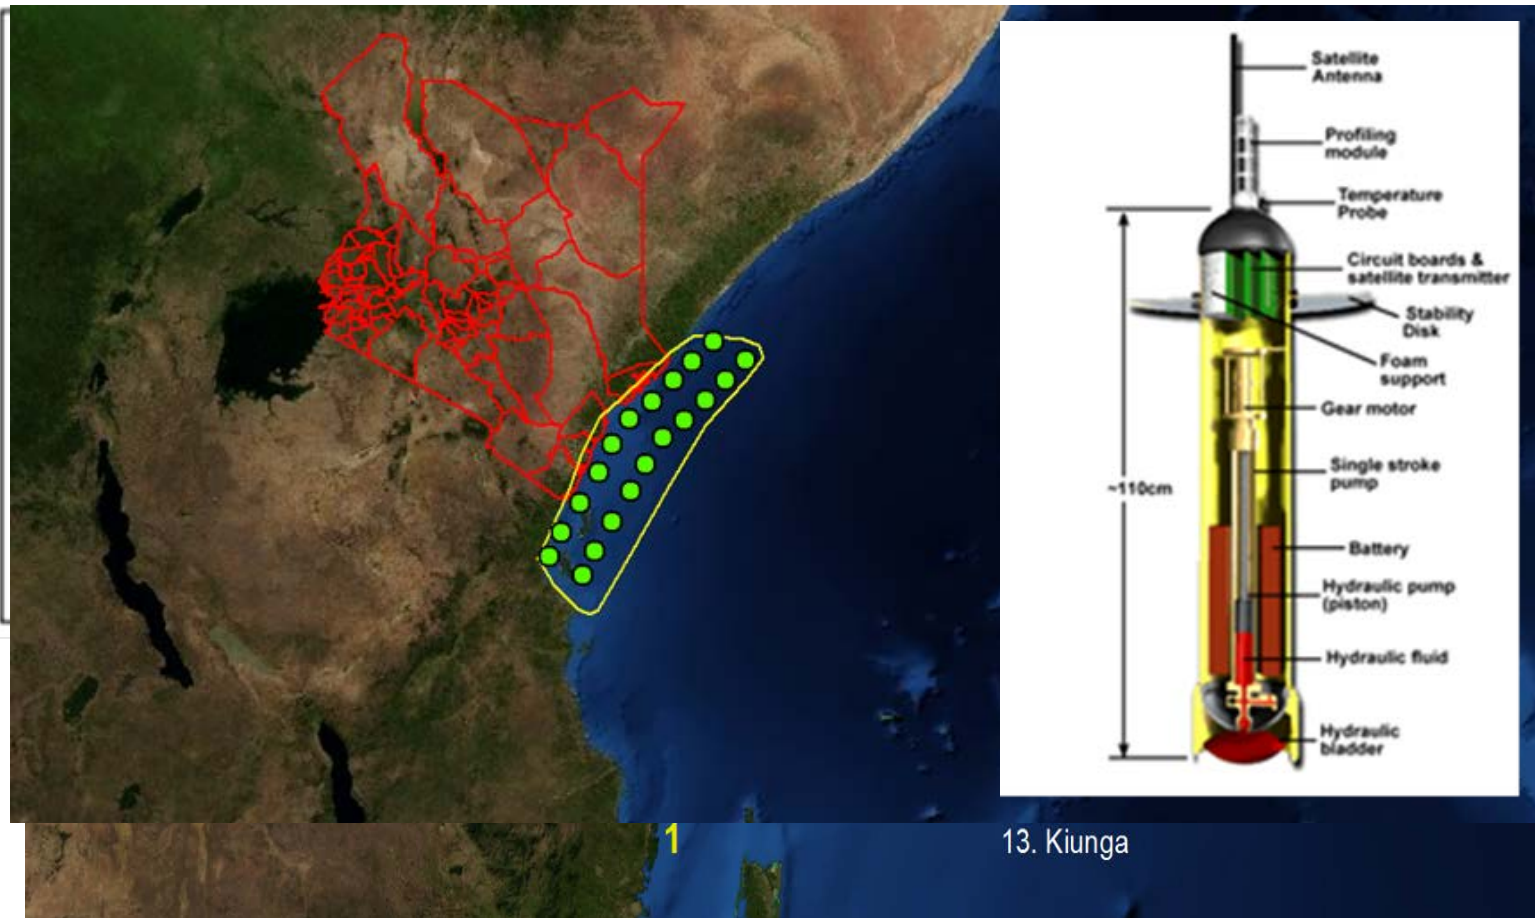 Satellite
Antenna
Profiling
module
Temperature
Probe
Circuit boards &
satellite transmitter
Stability
Disk
Foam
support
Gear motor
Single stroke
pump
~110cm
Battery
Hydraulic pump
(piston)
Hydraulic fluid
Hydraulic
bladder
1
13. Kiunga